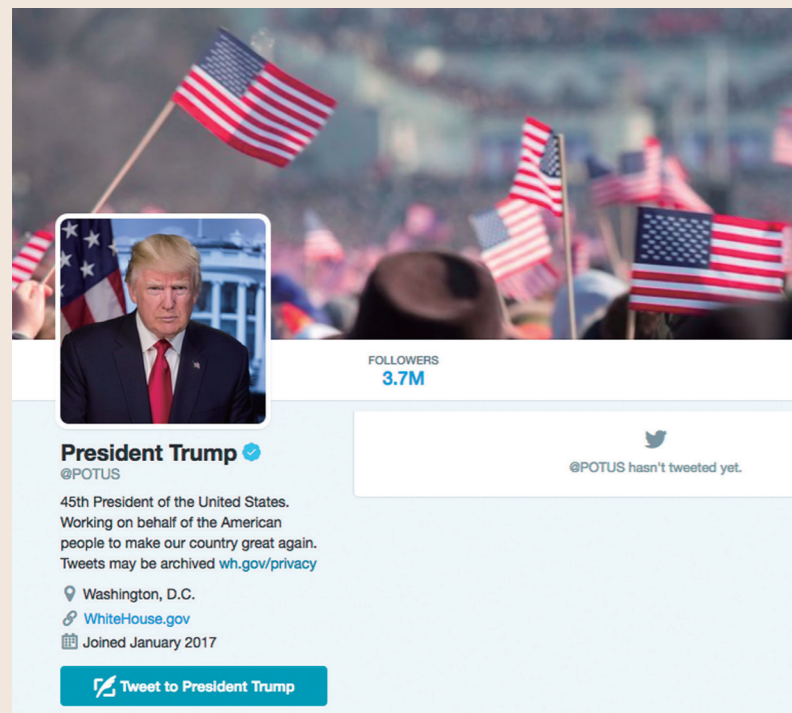 FOLLOWERS
3.7M
President Trump
@POTUS
45th President of the United States.
Working on behalf of the American
people to make our country great again.
Tweets may be archived wh.gov/privacy
Washington, D.C.
WhiteHouse.gov
Joined January 2017
Tweet to President Trump
@POTUS hasn't tweeted yet.